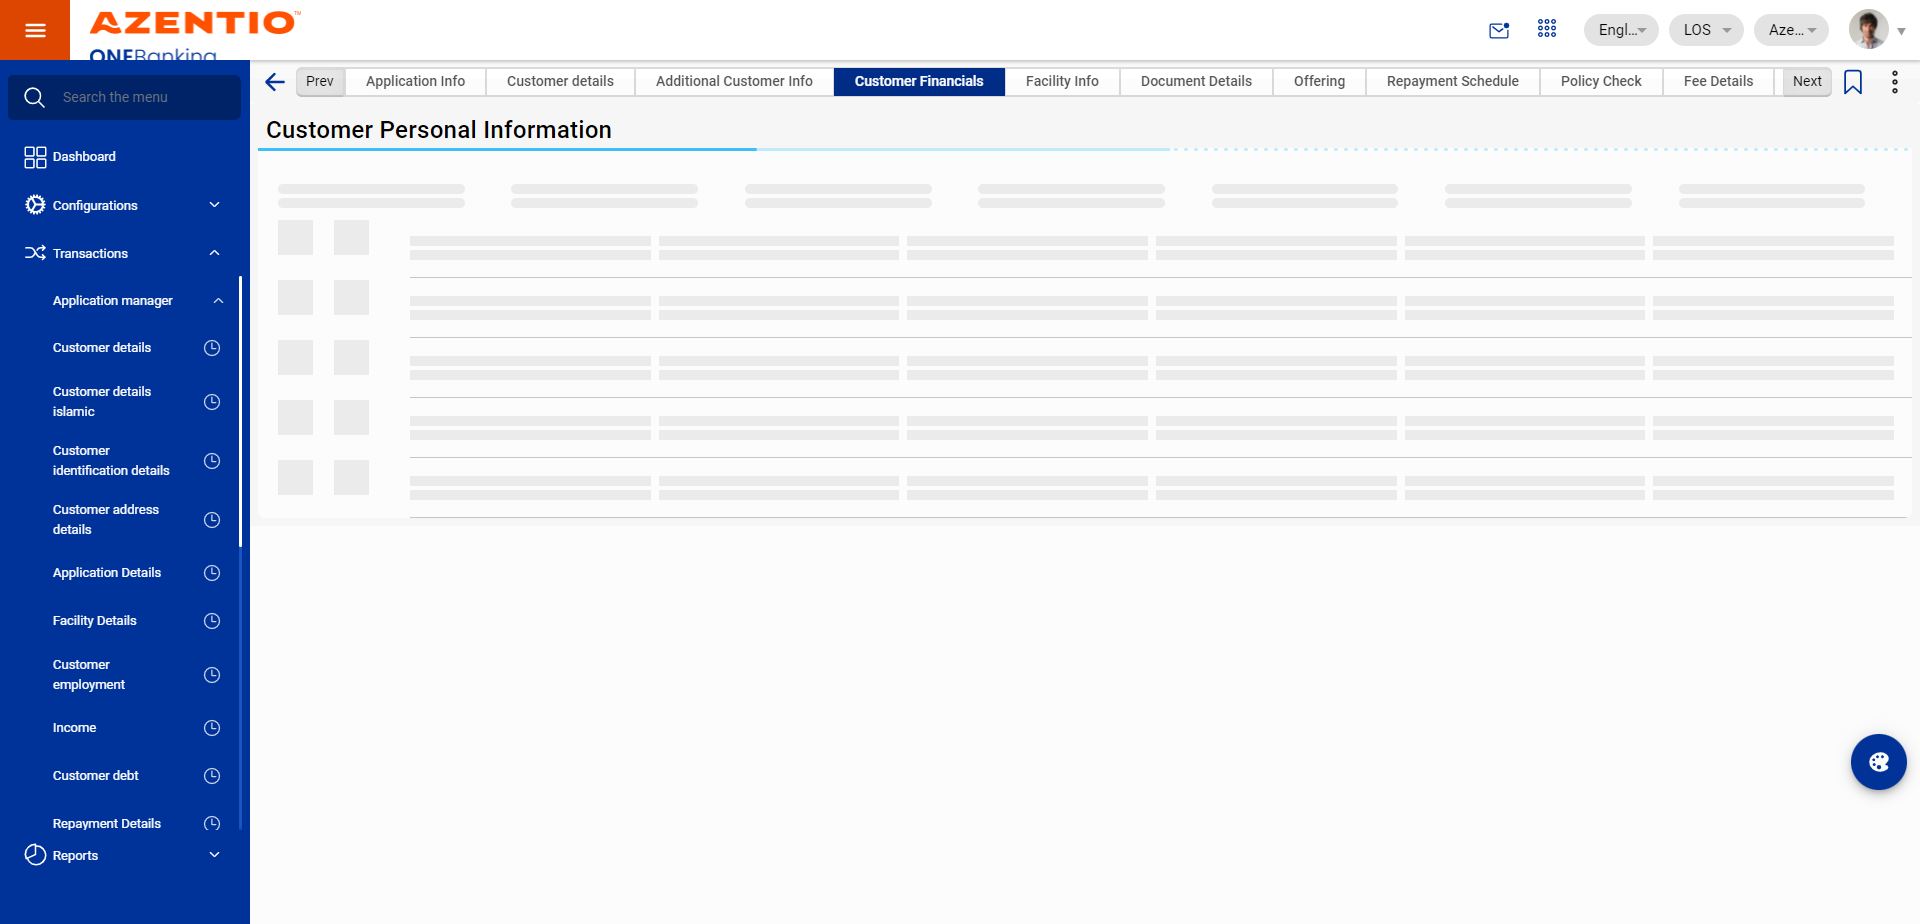 AZENTIO™
ONEBanking
Engl...
LOS
Aze...
Search the menu
Dashboard
Configurations
Transactions
Application manager
Customer details
Customer details
islamic
Customer
identification details
Customer address
details
Application Details
Facility Details
Customer
employment
Income
Customer debt
Repayment Details
Reports
Prev
Application Info
Customer details
Additional Customer Info
Customer Financials
Facility Info
Document Details
Offering
Repayment Schedule
Policy Check
Fee Details
Next
Customer Personal Information